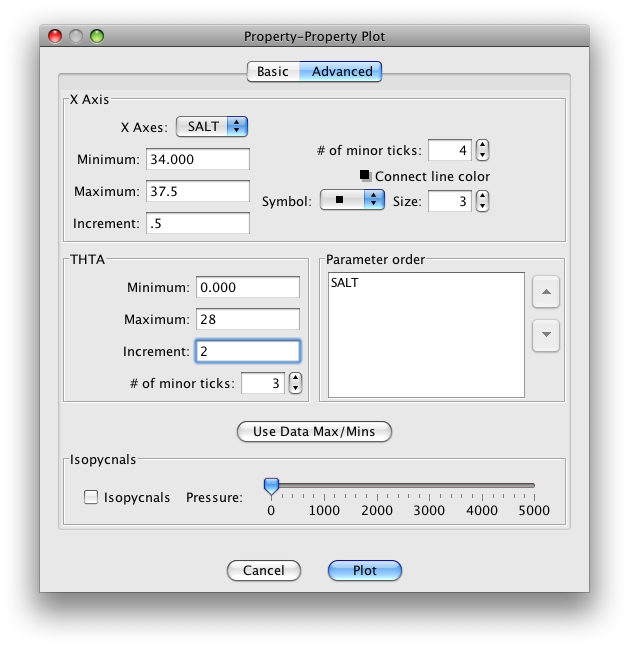 Property-Property Plot
Basic Advanced
X Axis
X Axes: SALT
Minimum: 34.000
Maximum: 37.5
Increment: .5
# of minor ticks: 4
Connect line color
Symbol: Size: 3
THTA
Minimum: 0.000
Maximum: 28
Increment: 2
# of minor ticks: 3
Parameter order
SALT
Use Data Max/Mins
Isopycnals
Isopycnals Pressure:
0 1000 2000 3000 4000 5000
Cancel Plot